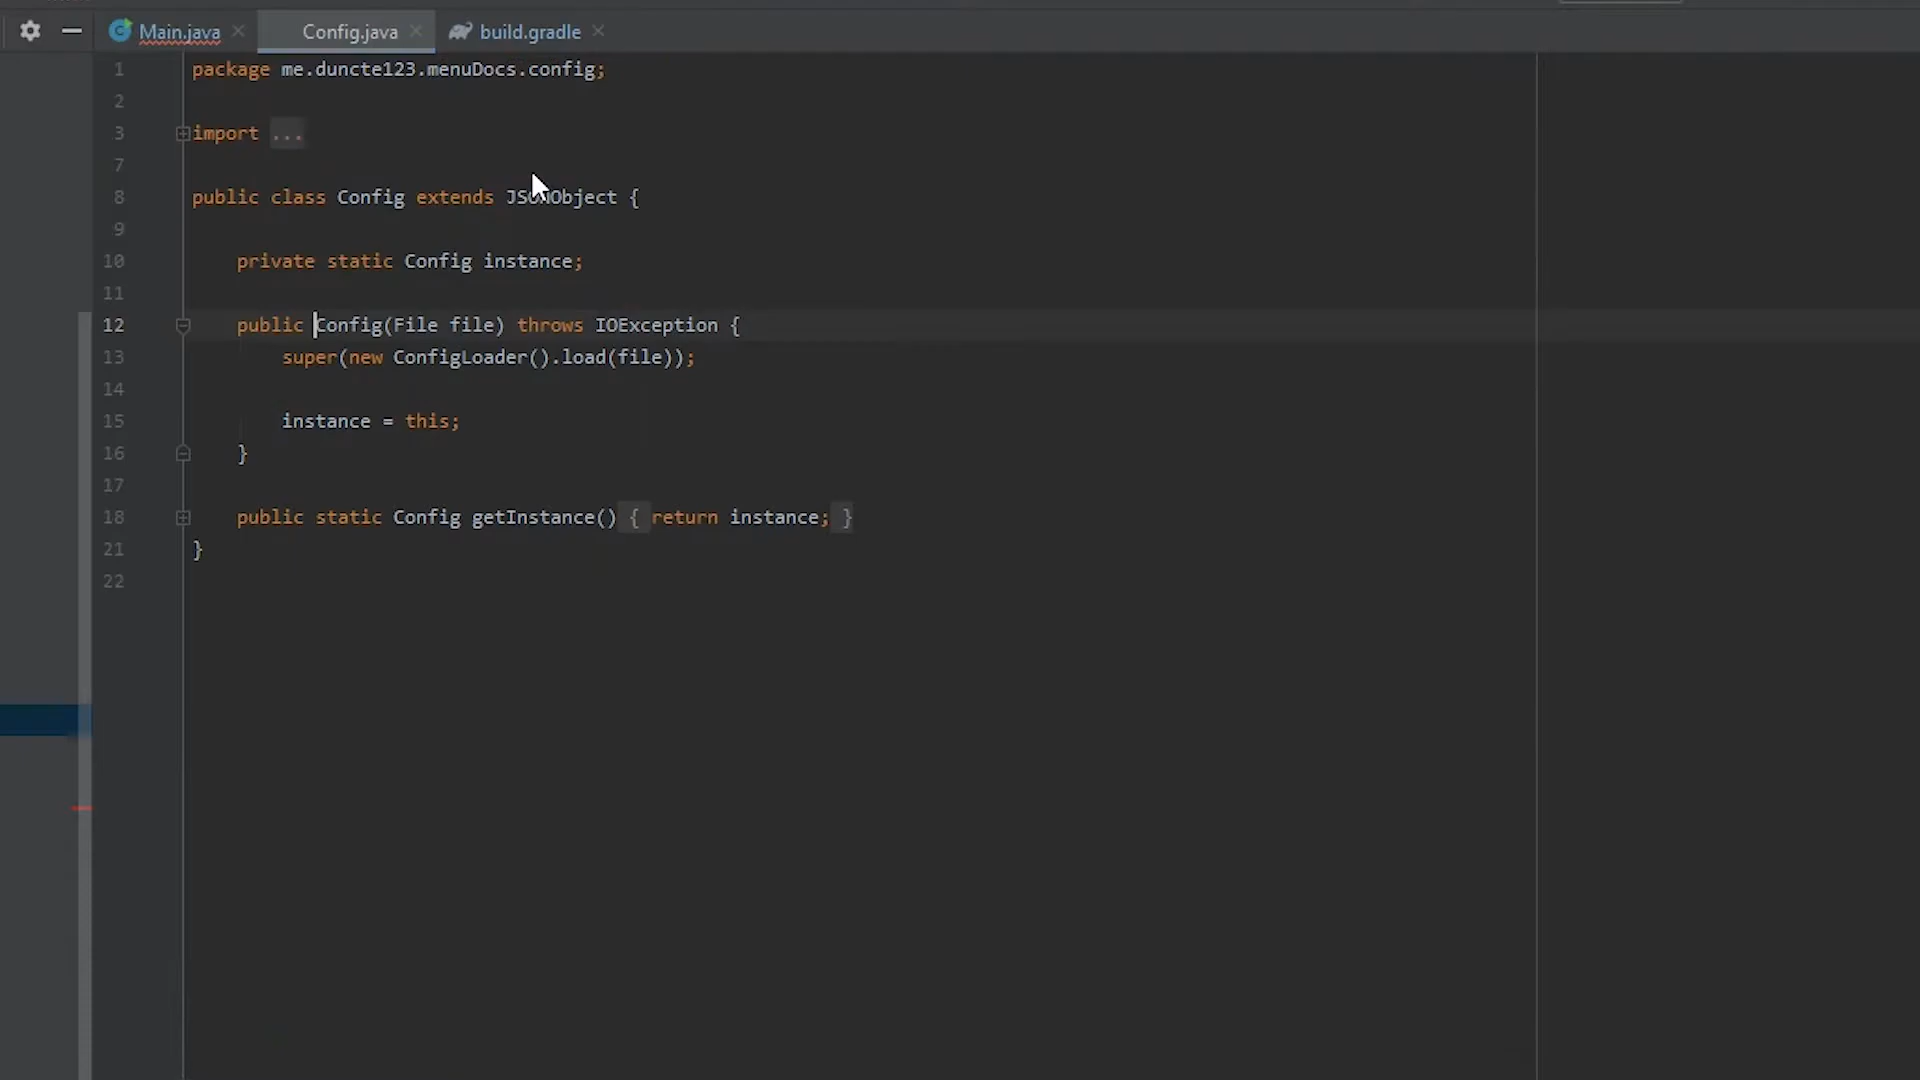 Main.java
Config.java
build.gradle
1 package me.duncte123.menuDocs.config;
2
3 import ...
7
8 public class Config extends JSONObject {
9
10 private static Config instance;
11
12 public Config(File file) throws IOException {
13 super(new ConfigLoader().load(file));
14
15 instance = this;
16 }
17
18 public static Config getInstance() { return instance; }
21 }
22